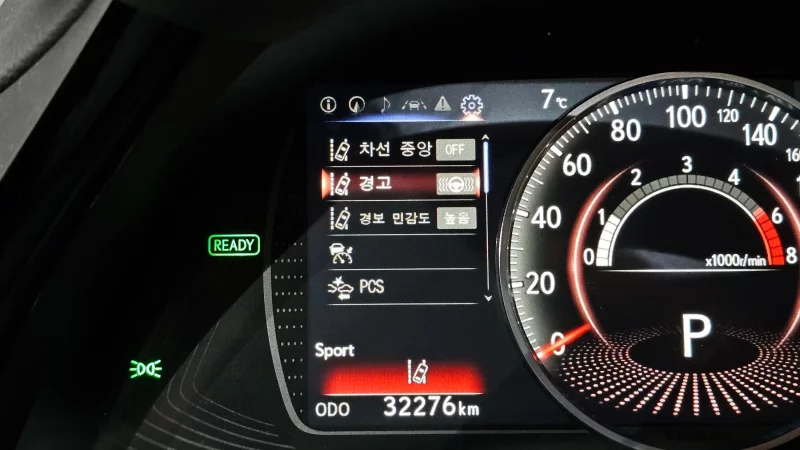 7℃
차선 중앙 OFF
경고
경보 민감도 높음
PCS
READY
Sport
ODO 32276km
0 20 40 60 80 100 120 140
0 1 2 3 4 6 8
x1000r/min
P